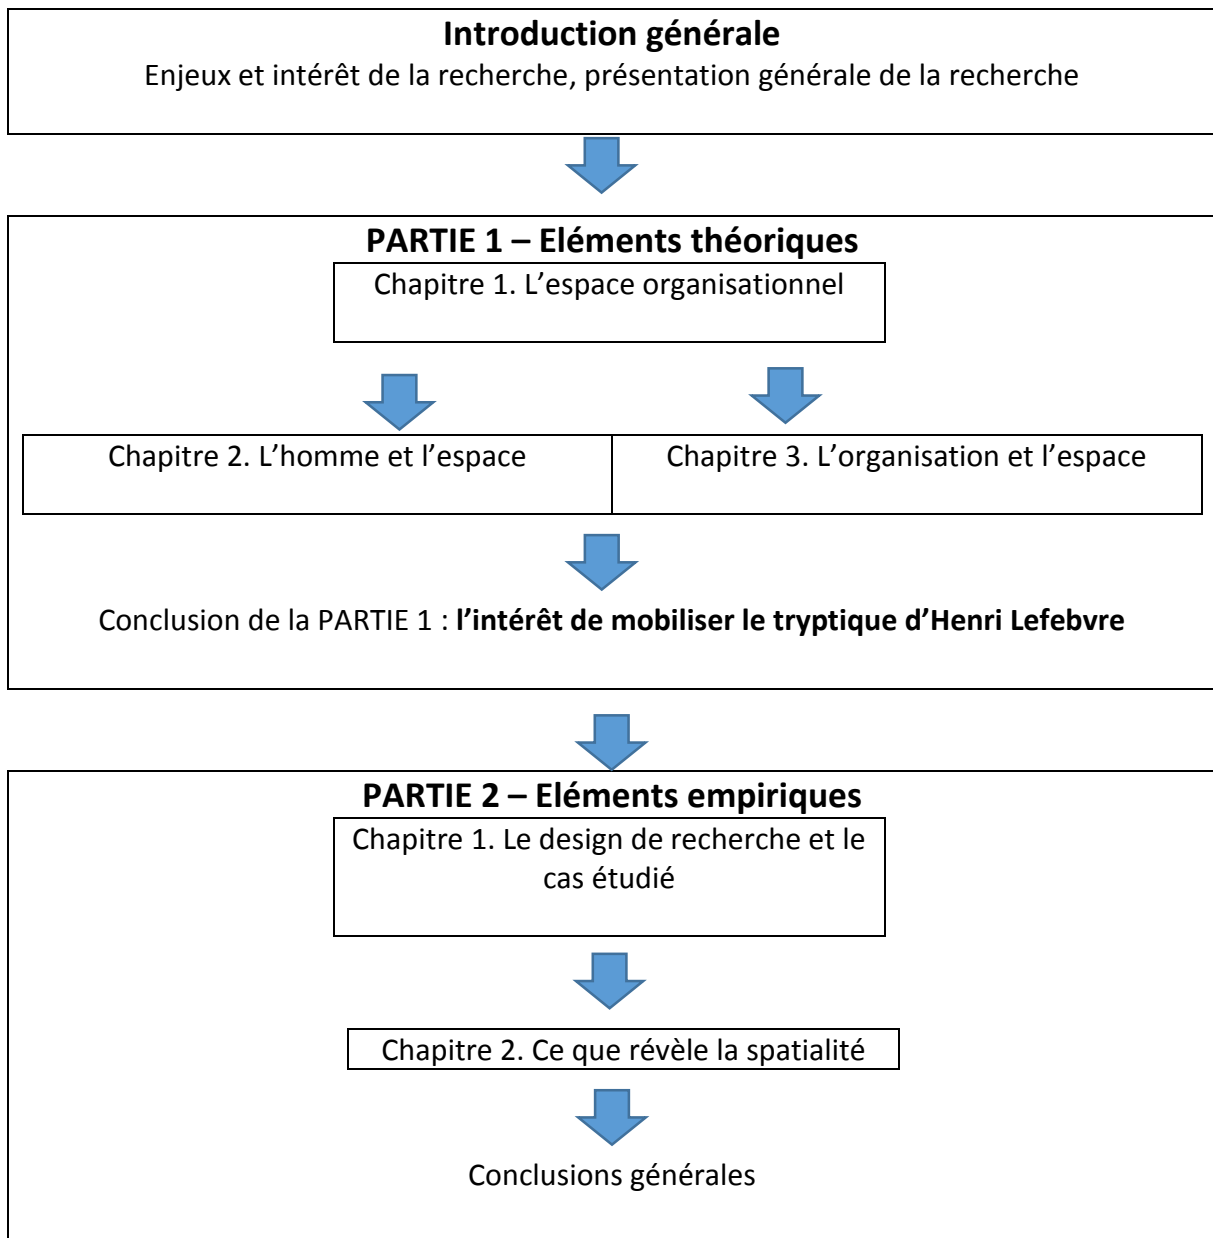 Introduction générale
Enjeux et intérêt de la recherche, présentation générale de la recherche
PARTIE 1 – Eléments théoriques
Chapitre 1. L’espace organisationnel
Chapitre 2. L’homme et l’espace
Chapitre 3. L’organisation et l’espace
Conclusion de la PARTIE 1 : l’intérêt de mobiliser le tryptique d’Henri Lefebvre
PARTIE 2 – Eléments empiriques
Chapitre 1. Le design de recherche et le
cas étudié
Chapitre 2. Ce que révèle la spatialité
Conclusions générales